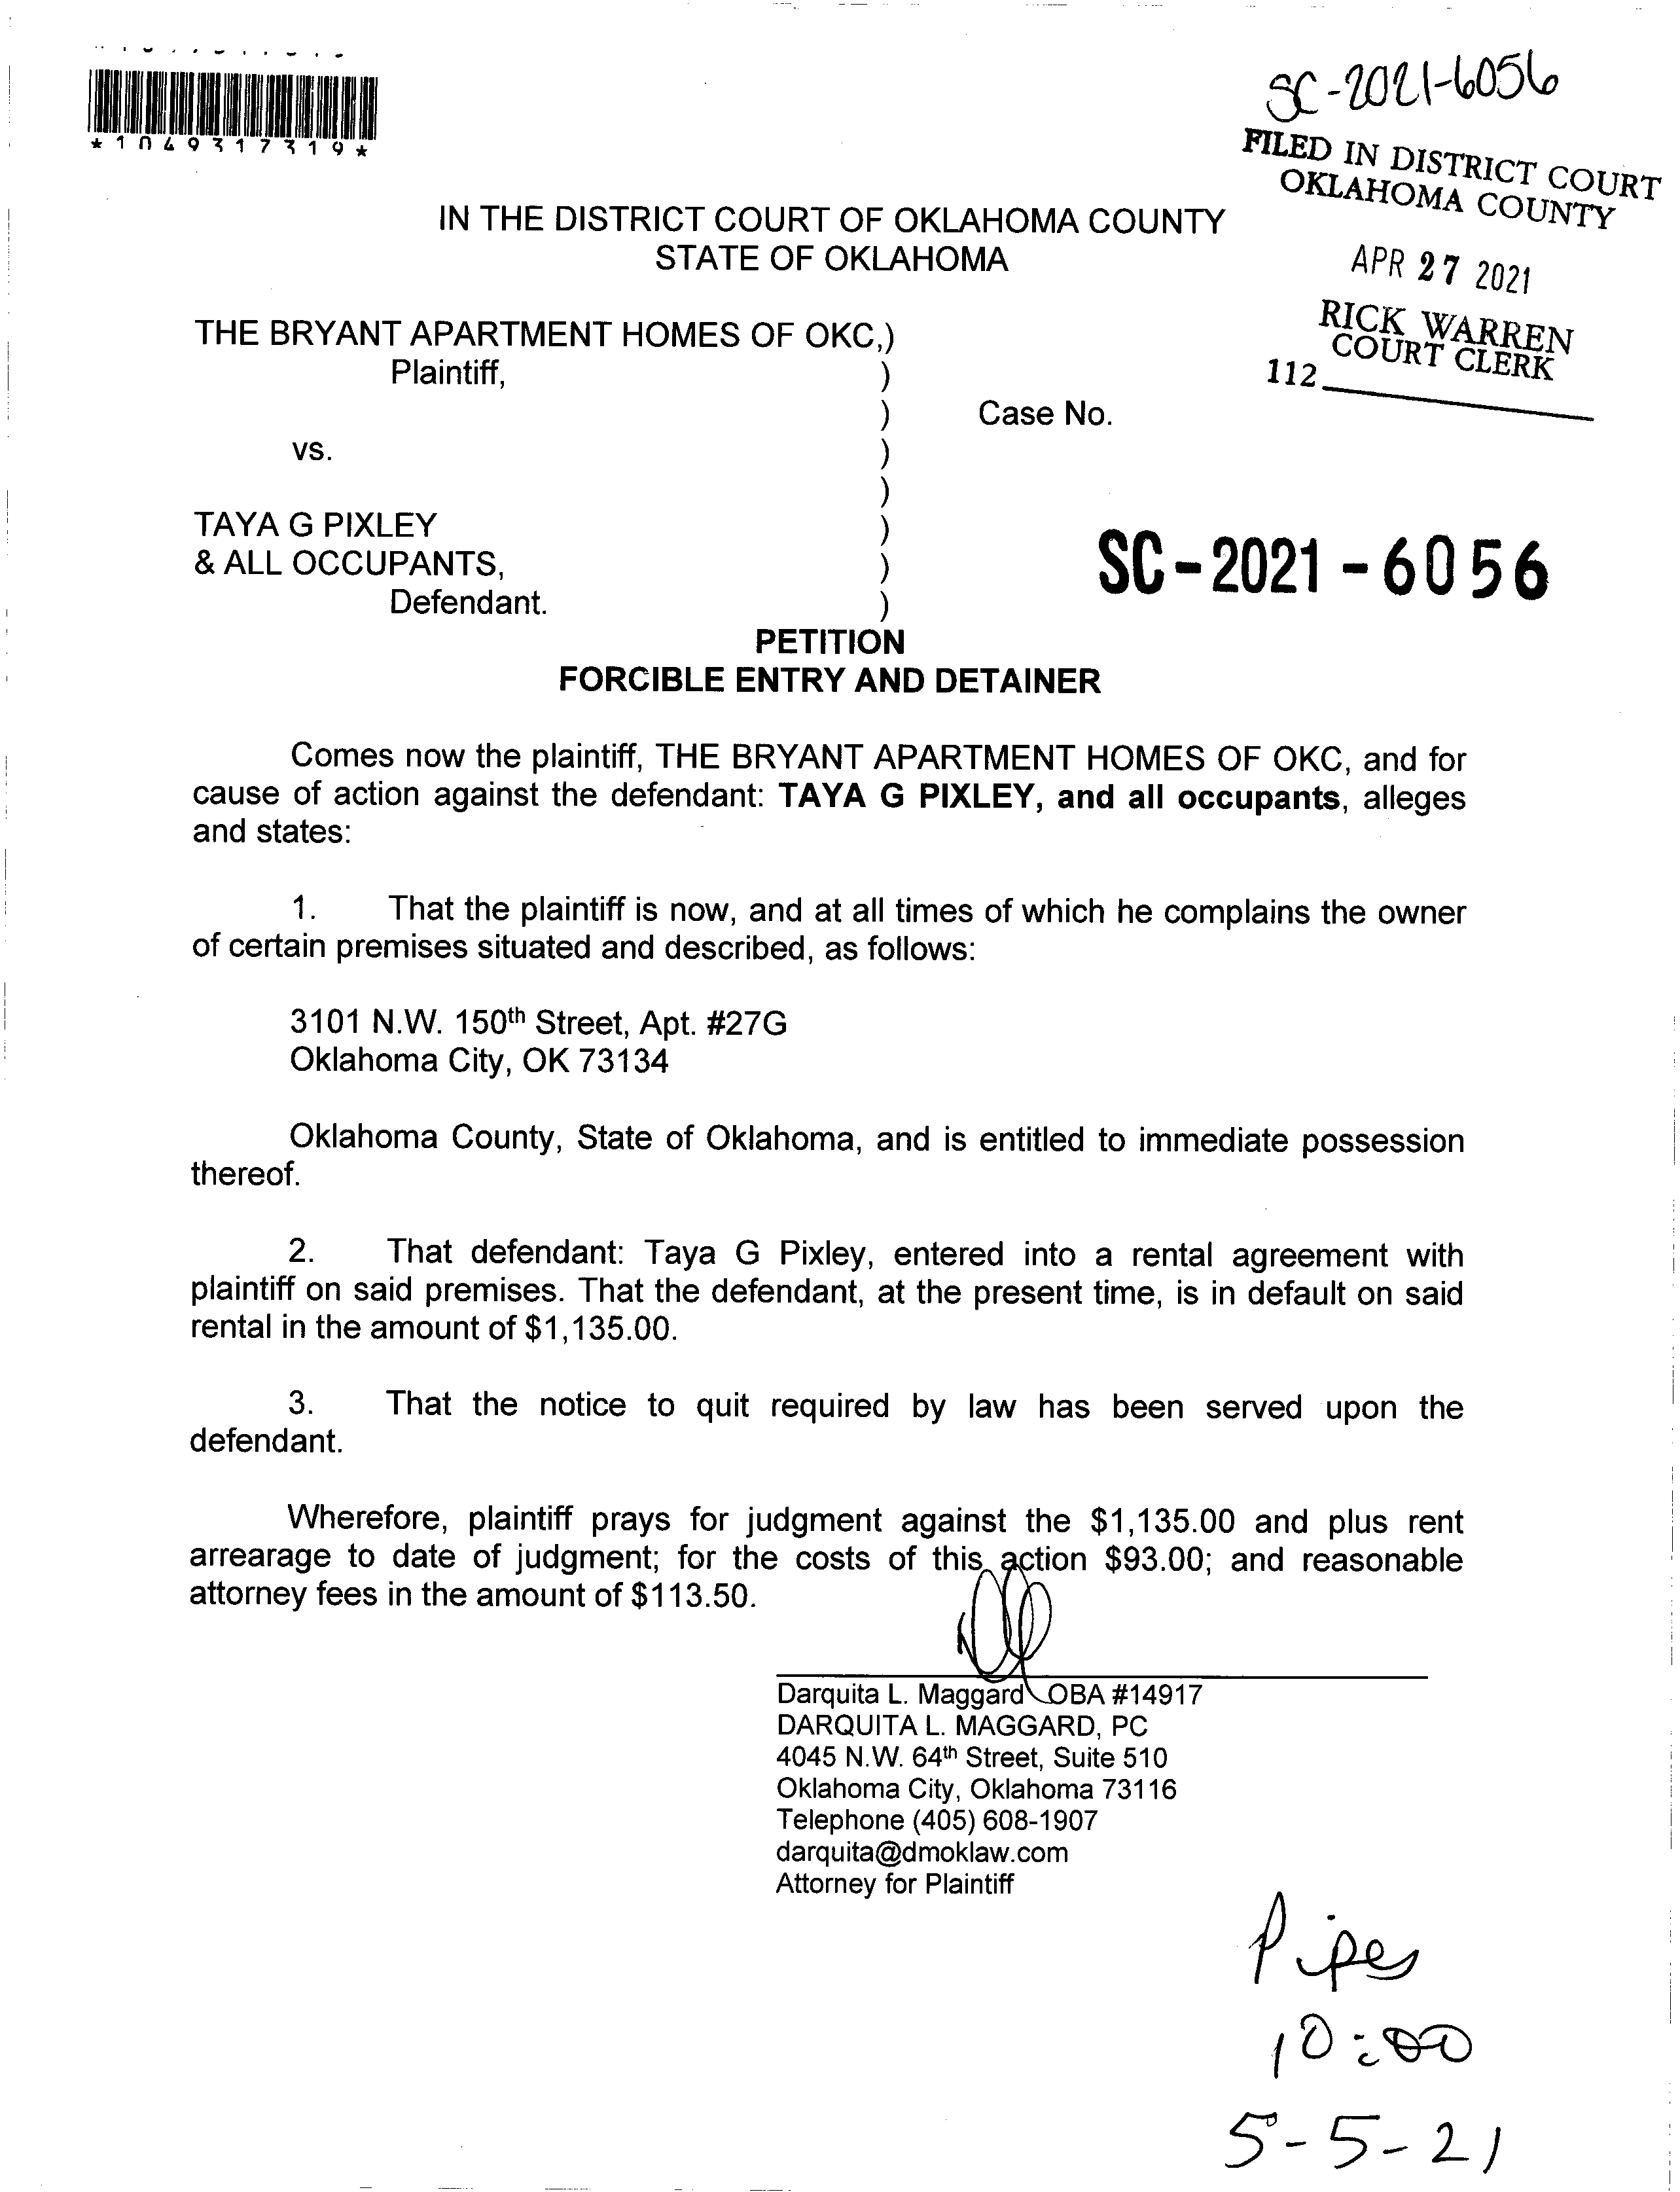 SC-2021-6056
*1049317319*
FILED IN DISTRICT COURT
OKLAHOMA COUNTY
APR 27 2021
RICK WARREN
COURT CLERK
112
IN THE DISTRICT COURT OF OKLAHOMA COUNTY
STATE OF OKLAHOMA
THE BRYANT APARTMENT HOMES OF OKC,)
Plaintiff, )
) Case No.
vs. )
)
TAYA G PIXLEY )
& ALL OCCUPANTS, )
SC-2021-6056
Defendant. )
PETITION
FORCIBLE ENTRY AND DETAINER
Comes now the plaintiff, THE BRYANT APARTMENT HOMES OF OKC, and for
cause of action against the defendant: TAYA G PIXLEY, and all occupants, alleges
and states:
1. That the plaintiff is now, and at all times of which he complains the owner
of certain premises situated and described, as follows:
3101 N.W. 150th Street, Apt. #27G
Oklahoma City, OK 73134
Oklahoma County, State of Oklahoma, and is entitled to immediate possession
thereof.
2. That defendant: Taya G Pixley, entered into a rental agreement with
plaintiff on said premises. That the defendant, at the present time, is in default on said
rental in the amount of $1,135.00.
3. That the notice to quit required by law has been served upon the
defendant.
Wherefore, plaintiff prays for judgment against the $1,135.00 and plus rent
arrearage to date of judgment; for the costs of this action $93.00; and reasonable
attorney fees in the amount of $113.50.
Darquita L. Maggard OBA #14917
DARQUITA L. MAGGARD, PC
4045 N.W. 64th Street, Suite 510
Oklahoma City, Oklahoma 73116
Telephone (405) 608-1907
darquita@dmoklaw.com
Attorney for Plaintiff
Pipes
10:00
5-5-21